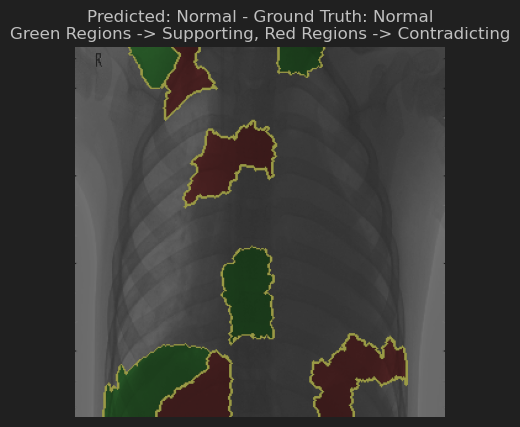 Predicted: Normal - Ground Truth: Normal
Green Regions -> Supporting, Red Regions -> Contradicting
R